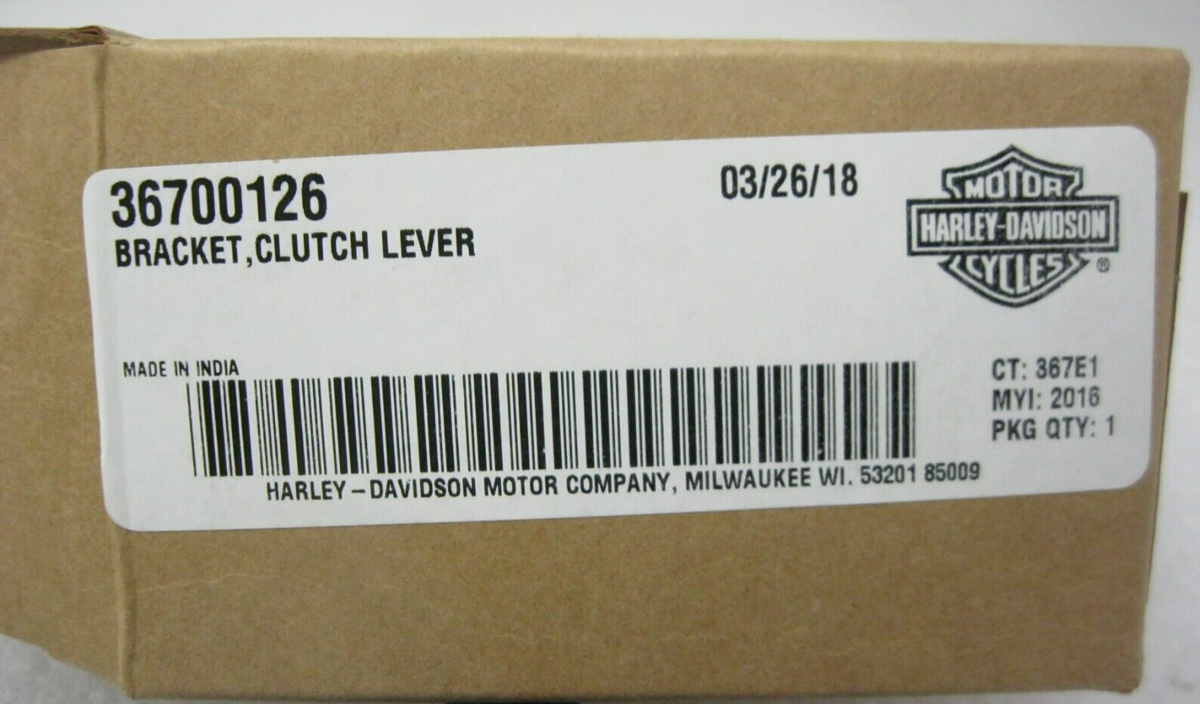 36700126
03/26/18
BRACKET,CLUTCH LEVER
MOTOR
HARLEY-DAVIDSON
CYCLES
®
MADE IN INDIA
CT: 367E1
MYI: 2016
PKG QTY: 1
HARLEY-DAVIDSON MOTOR COMPANY, MILWAUKEE WI. 53201 85009